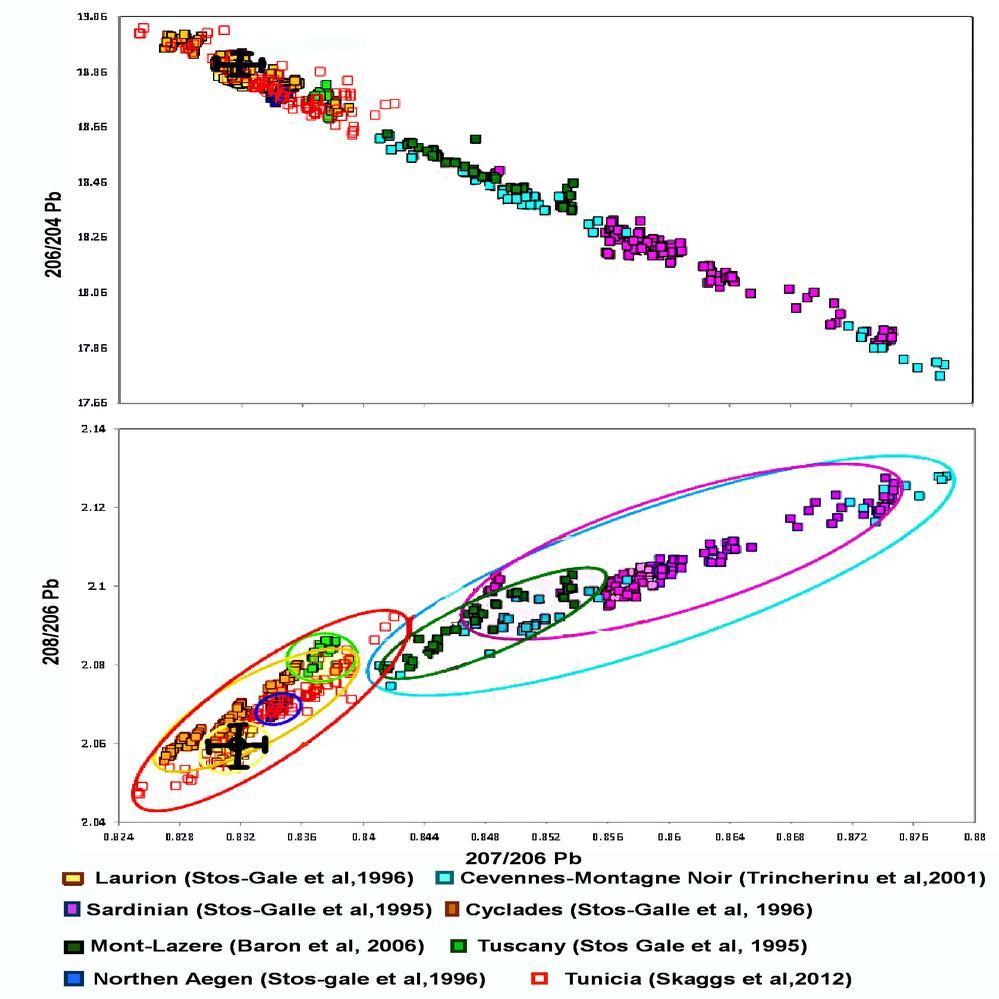 19.05
18.85
18.65
18.45
18.25
18.05
17.85
17.65
206/204 Pb
2.14
2.12
2.1
2.08
2.06
2.04
208/206 Pb
0.824 0.828 0.832 0.836 0.84 0.844 0.848 0.852 0.856 0.86 0.864 0.868 0.872 0.876 0.88
207/206 Pb
Laurion (Stos-Gale et al,1996) Cevennes-Montagne Noir (Trincherinu et al,2001)
Sardinian (Stos-Galle et al,1995) Cyclades (Stos-Galle et al, 1996)
Mont-Lazere (Baron et al, 2006) Tuscany (Stos Gale et al, 1995)
Northen Aegen (Stos-gale et al,1996) Tunicia (Skaggs et al,2012)